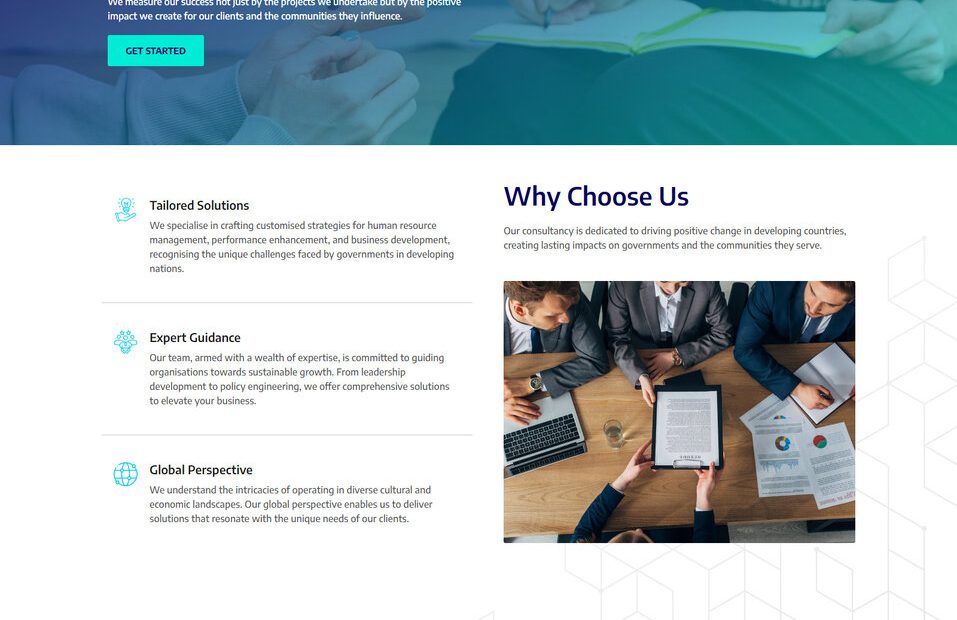 We measure our success not just by the projects we undertake but by the positive
impact we create for our clients and the communities they influence.
GET STARTED
Tailored Solutions
We specialise in crafting customised strategies for human resource
management, performance enhancement, and business development,
recognising the unique challenges faced by governments in developing
nations.
Expert Guidance
Our team, armed with a wealth of expertise, is committed to guiding
organisations towards sustainable growth. From leadership
development to policy engineering, we offer comprehensive solutions
to elevate your business.
Global Perspective
We understand the intricacies of operating in diverse cultural and
economic landscapes. Our global perspective enables us to deliver
solutions that resonate with the unique needs of our clients.
Why Choose Us
Our consultancy is dedicated to driving positive change in developing countries,
creating lasting impacts on governments and the communities they serve.